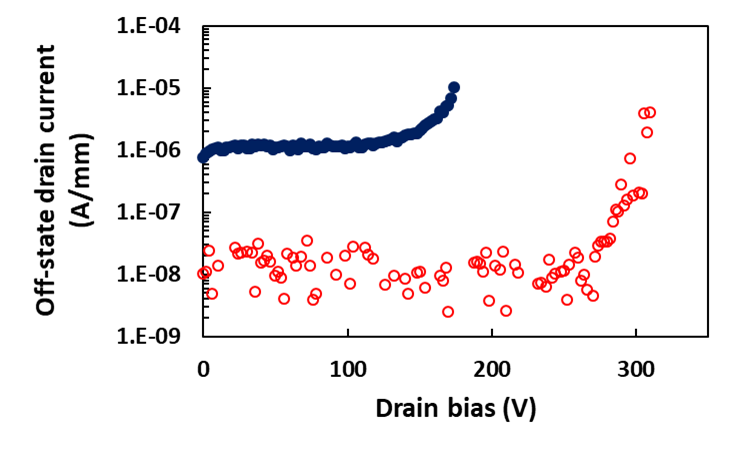 Off-state drain current
(A/mm)
1.E-04
1.E-05
1.E-06
1.E-07
1.E-08
1.E-09
0 100 200 300
Drain bias (V)